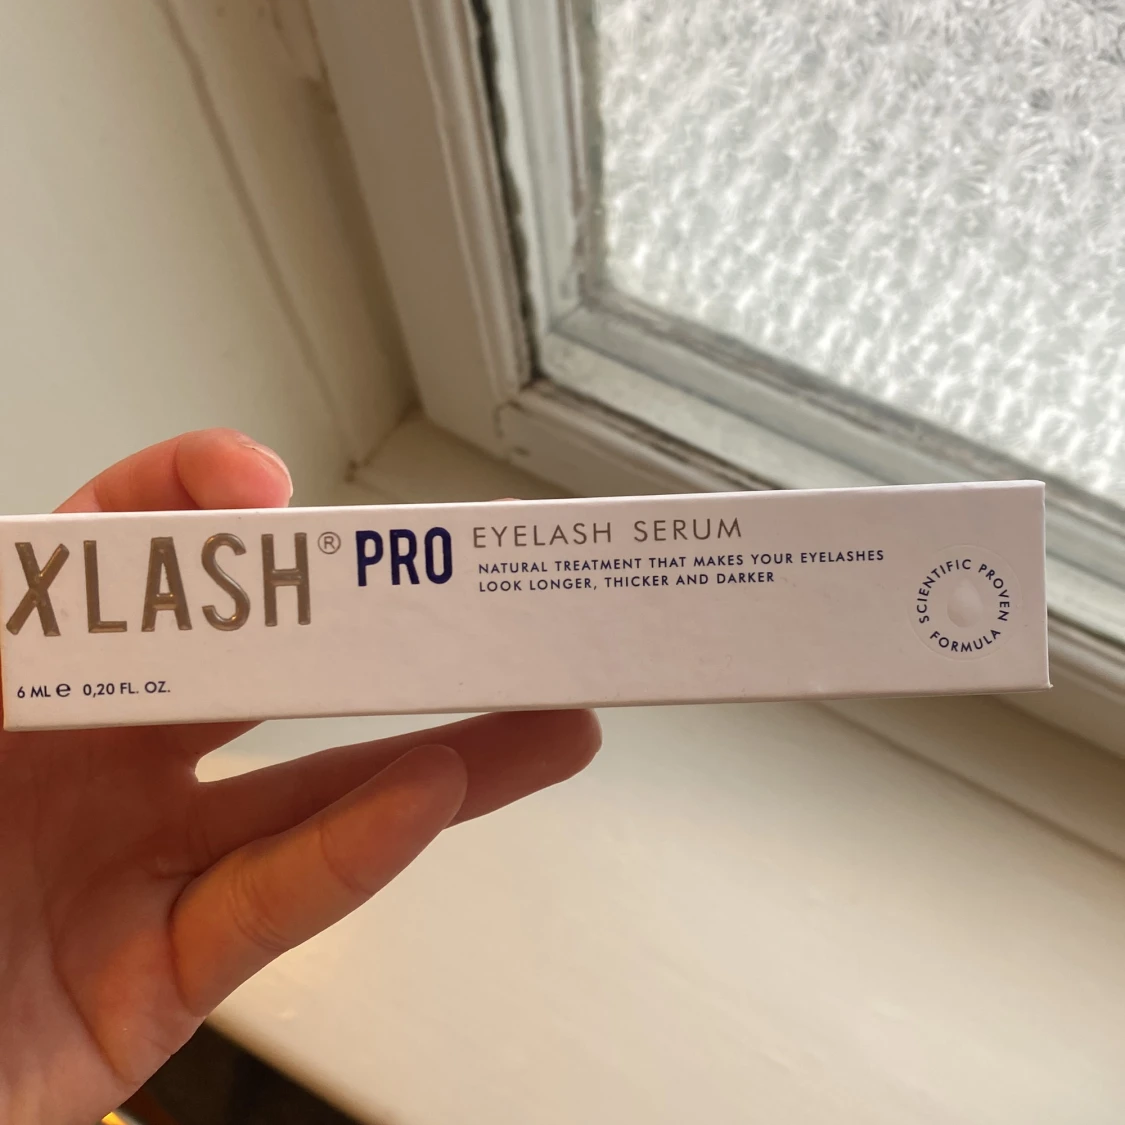 XLASH® PRO EYELASH SERUM
NATURAL TREATMENT THAT MAKES YOUR EYELASHES
LOOK LONGER, THICKER AND DARKER
SCIENTIFIC PROVEN
FORMULA
6 ML ℮ 0,20 FL. OZ.